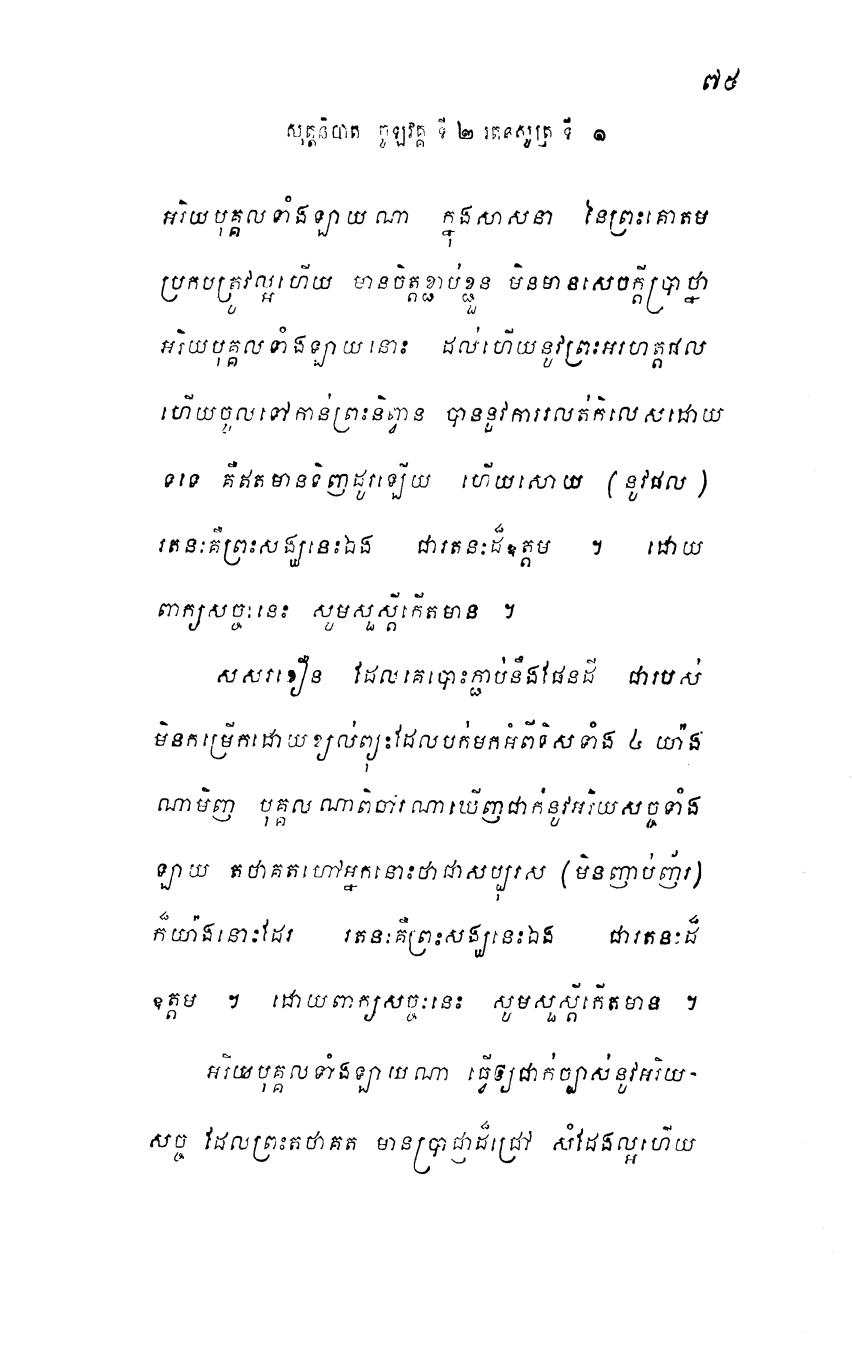 ៧៥
សុត្តនិបាត ចូឡវគ្គ ទី ២ រតនសូត្រ ទី ១
អរិយបុគ្គលទាំងឡាយណា ក្នុងសាសនា នៃព្រះគោតម
ប្រកបត្រូវល្អហើយ មានចិត្តខ្ជាប់ខ្ជួន មិនមានសេចក្តីប្រាថ្នា
អរិយបុគ្គលទាំងឡាយនោះ ដល់ហើយនូវព្រះអរហត្តផល
ហើយចូលទៅកាន់ព្រះនិព្វាន បាននូវការរលត់កិលេសដោយ
ទទេ គឺឥតមានទិញដូរឡើយ ហើយសោយ (នូវផល)
រតនៈគឺព្រះសង្ឃនេះឯង ជារតនៈដ៏ឧត្តម ។ ដោយ
ពាក្យសច្ចៈនេះ សូមសួស្តីកើតមាន ។
សសរខឿន ដែលគេបោះភ្ជាប់នឹងផែនដី ជារបស់
មិនកម្រើកដោយខ្យល់ព្យុះដែលបក់មកអំពីទិសទាំង ៤ យ៉ាង
ណាមិញ បុគ្គលណាពិចារណាឃើញជាក់នូវអរិយសច្ចទាំង
ឡាយ តថាគតហៅអ្នកនោះថាជាសប្បុរស (មិនញាប់ញ័រ)
ក៏យ៉ាងនោះដែរ រតនៈគឺព្រះសង្ឃនេះឯង ជារតនៈដ៏
ឧត្តម ។ ដោយពាក្យសច្ចៈនេះ សូមសួស្តីកើតមាន ។
អរិយបុគ្គលទាំងឡាយណា ធ្វើឲ្យជាក់ច្បាស់នូវអរិយ-
សច្ច ដែលព្រះតថាគត មានប្រាជ្ញាដ៏ជ្រៅ សំដែងល្អហើយ